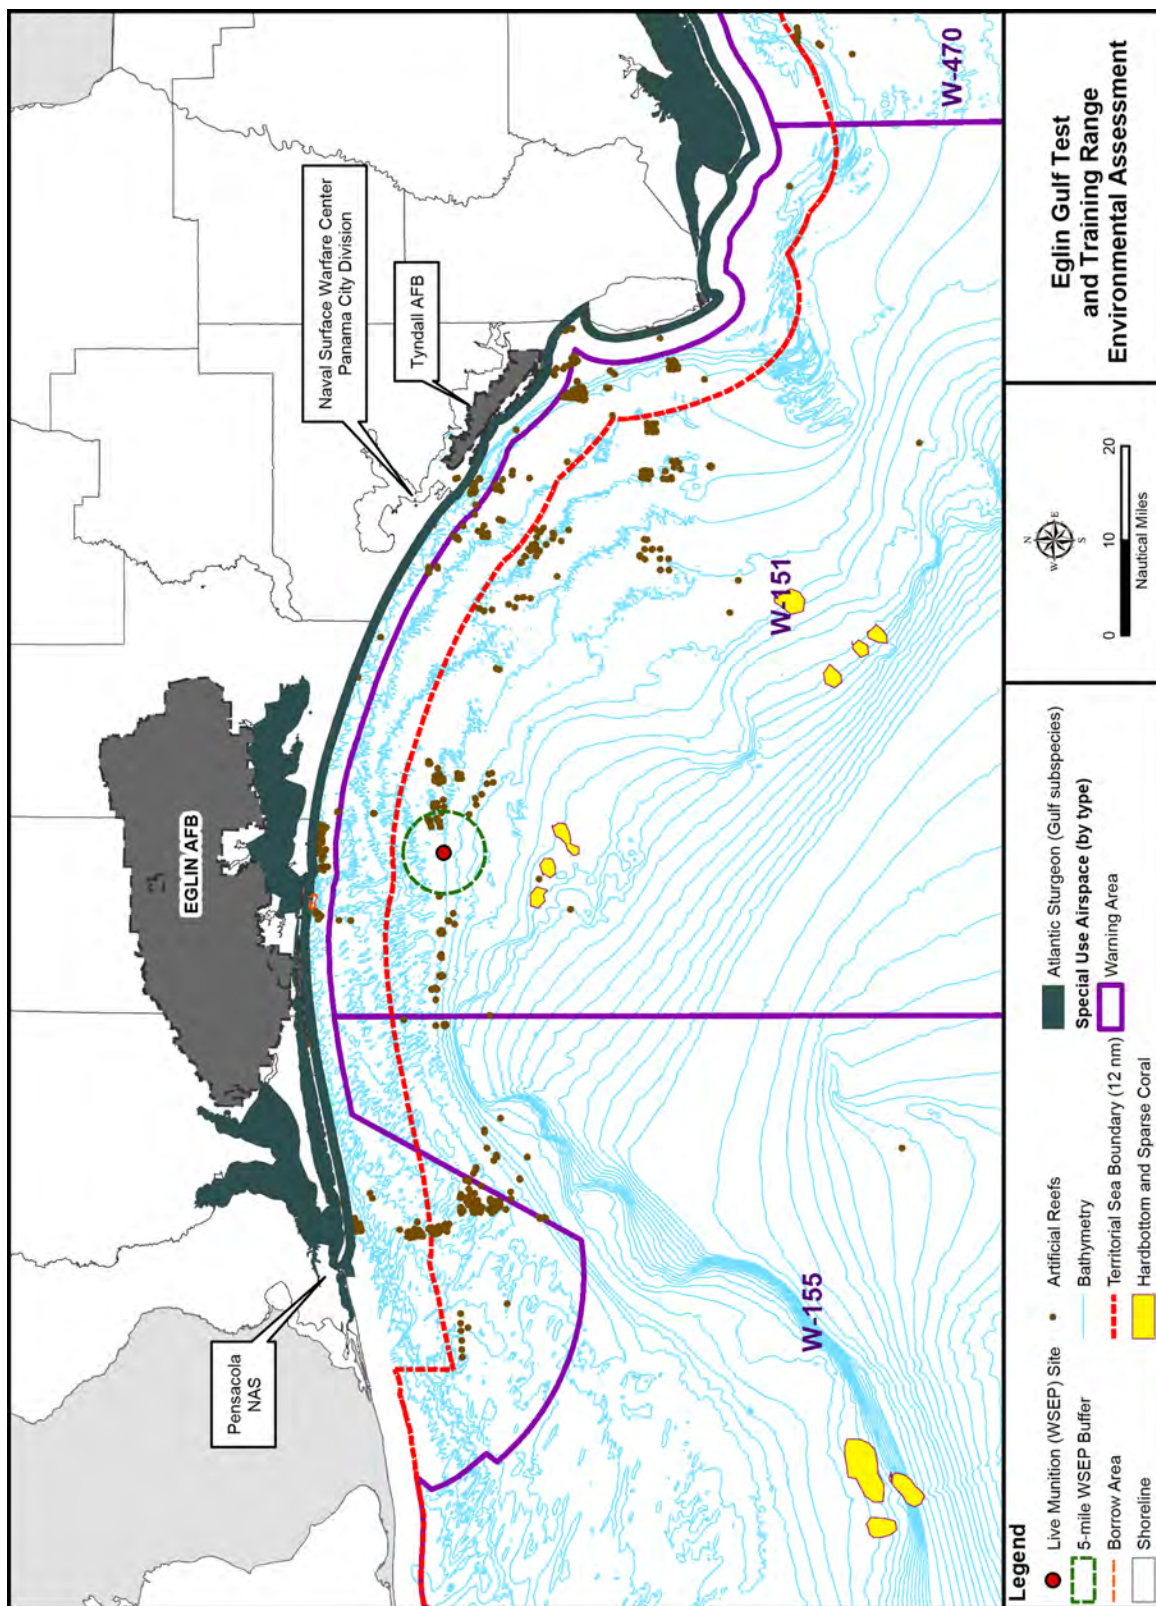 Pensacola
NAS
EGLIN AFB
Naval Surface Warfare Center
Panama City Division
Tyndall AFB
W-155
W-151
W-470
Legend
Live Munition (WSEP) Site
5-mile WSEP Buffer
Borrow Area
Shoreline
Artificial Reefs
Bathymetry
Territorial Sea Boundary (12 nm)
Hardbottom and Sparse Coral
Atlantic Sturgeon (Gulf subspecies)
Special Use Airspace (by type)
Warning Area
N
W
E
S
0 10 20
Nautical Miles
Eglin Gulf Test
and Training Range
Environmental Assessment